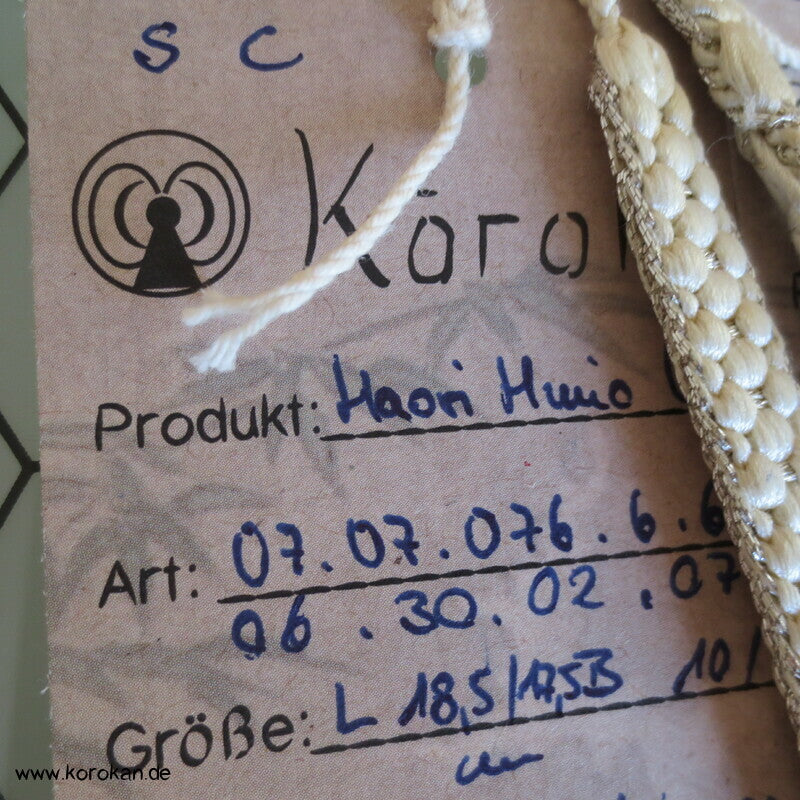 S C
Kōro
Produkt: Haori Himo
Art: 07.07.076.6.6
06.30.02.07
Größe: L 18,5/17,5B 10/
cm
www.korokan.de